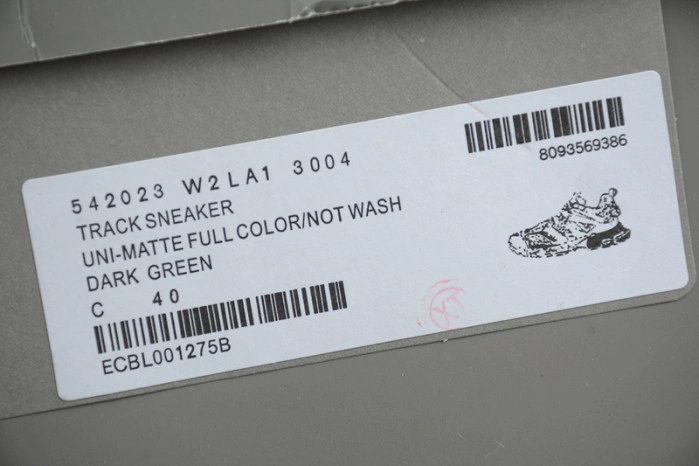 542023 W2LA1 3004
8093569386
TRACK SNEAKER
UNI-MATTE FULL COLOR/NOT WASH
DARK GREEN
C 40
ECBL001275B